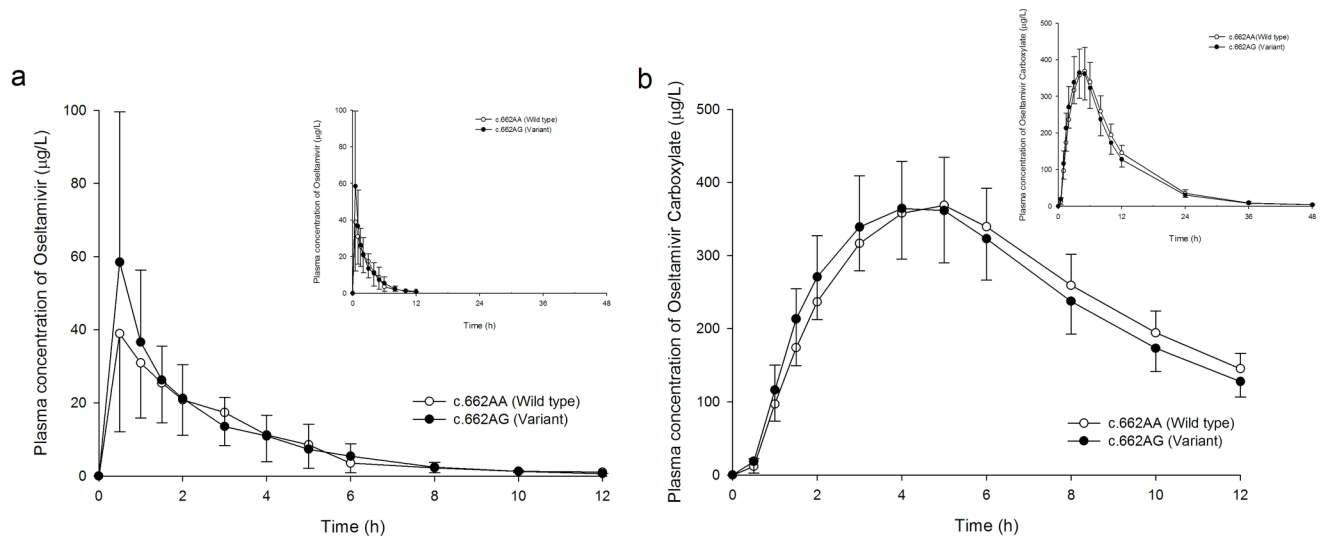 a
Plasma concentration of Oseltamivir (µg/L)
100
80
60
40
20
0
0 2 4 6 8 10 12
Time (h)
c.662AA (Wild type)
c.662AG (Variant)
Plasma concentration of Oseltamivir (µg/L)
100
80
60
40
20
0
0 12 24 36 48
Time (h)
c.662AA (Wild type)
c.662AG (Variant)
b
Plasma concentration of Oseltamivir Carboxylate (µg/L)
500
400
300
200
100
0
0 2 4 6 8 10 12
Time (h)
c.662AA (Wild type)
c.662AG (Variant)
Plasma concentration of Oseltamivir Carboxylate (µg/L)
500
400
300
200
100
0
0 12 24 36 48
Time (h)
c.662AA(Wild type)
c.662AG (Variant)